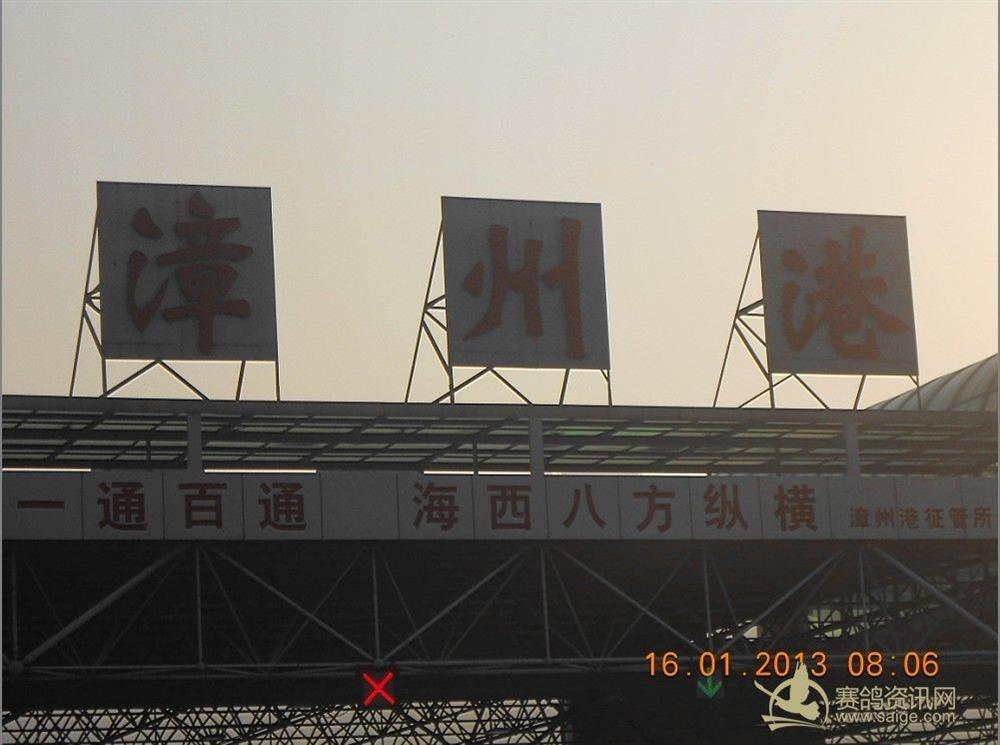 漳州港
一通百通 海西八方纵横 漳州港征管所
16.01.2013 08:06
赛鸽资讯网
www.saige.com